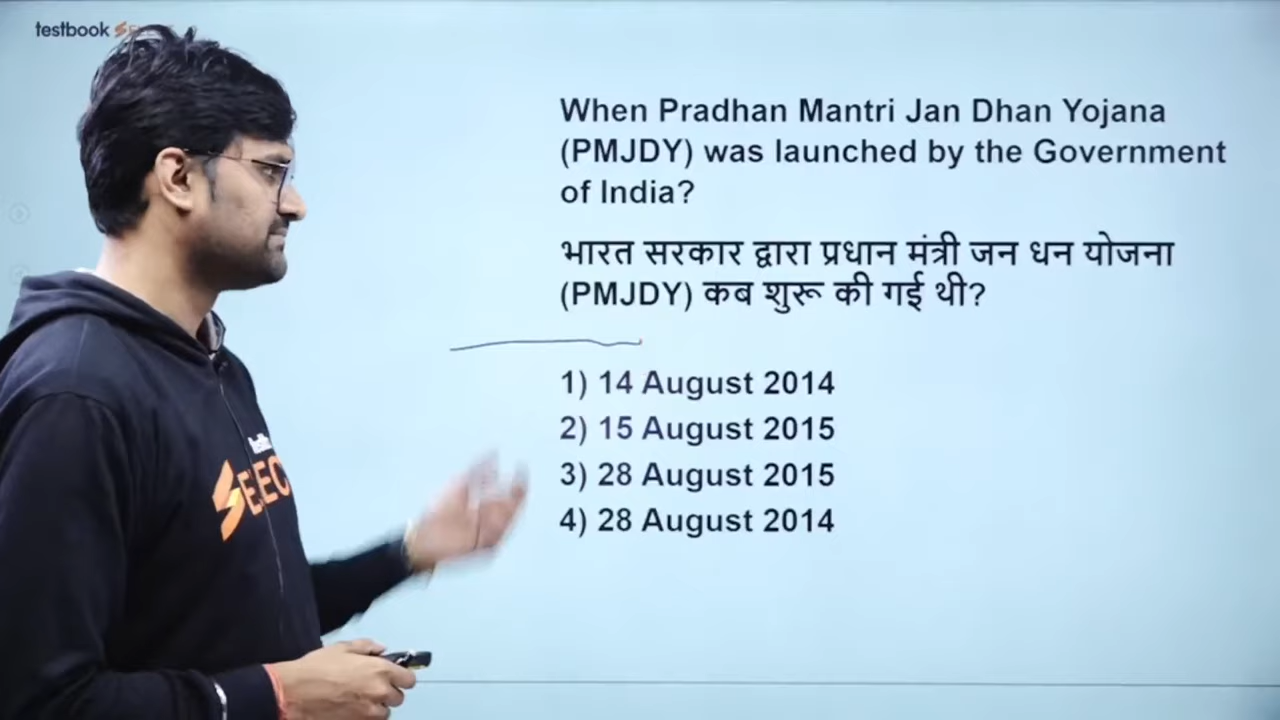 testbook
When Pradhan Mantri Jan Dhan Yojana
(PMJDY) was launched by the Government
of India?
भारत सरकार द्वारा प्रधान मंत्री जन धन योजना
(PMJDY) कब शुरू की गई थी?
1) 14 August 2014
2) 15 August 2015
3) 28 August 2015
4) 28 August 2014
SELEC